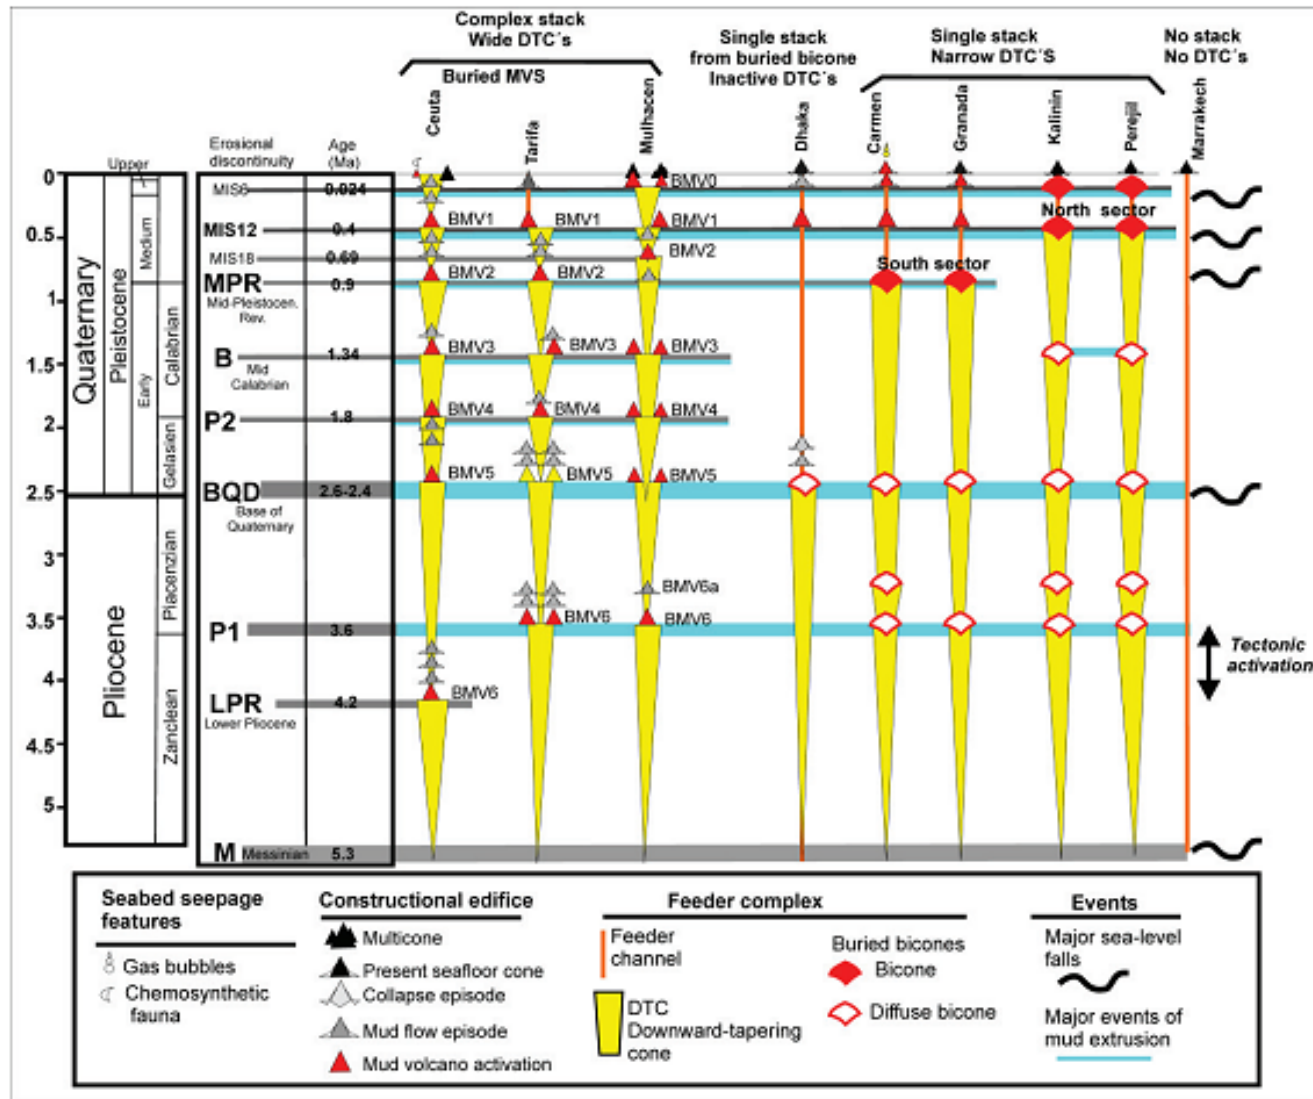 Complex stack
Wide DTC´s
Buried MVS
Single stack
from buried bicone
Inactive DTC´s
Single stack
Narrow DTC´S
No stack
No DTC´s
Ceuta
Tarifa
Mulhacen
Dhaka
Carmen
Granada
Kalinin
Perejil
Marrakech
Erosional
discontinuity
Age
(Ma)
Upper
0
0.5
1
1.5
2
2.5
3
3.5
4
4.5
5
Quaternary
Pliocene
Pleistocene
Medium
Early
Calabrian
Gelasien
Piacenzian
Zanclean
MIS6 0.024
MIS12 0.4
MIS18 0.69
MPR 0.9
Mid-Pleistocen.
Rev.
B 1.34
Mid
Calabrian
P2 1.8
BQD 2.6-2.4
Base of
Quaternary
P1 3.6
LPR 4.2
Lower Pliocene
M Messinian 5.3
BMV0
BMV1 BMV1 BMV1
BMV2
BMV2 BMV2
BMV3 BMV3 BMV3
BMV4 BMV4 BMV4
BMV5 BMV5 BMV5
BMV6a
BMV6 BMV6
BMV6
North sector
South sector
Tectonic
activation
Seabed seepage
features
Gas bubbles
Chemosynthetic
fauna
Constructional edifice
Multicone
Present seafloor cone
Collapse episode
Mud flow episode
Mud volcano activation
Feeder complex
Feeder
channel
DTC
Downward-tapering
cone
Buried bicones
Bicone
Diffuse bicone
Events
Major sea-level
falls
Major events of
mud extrusion